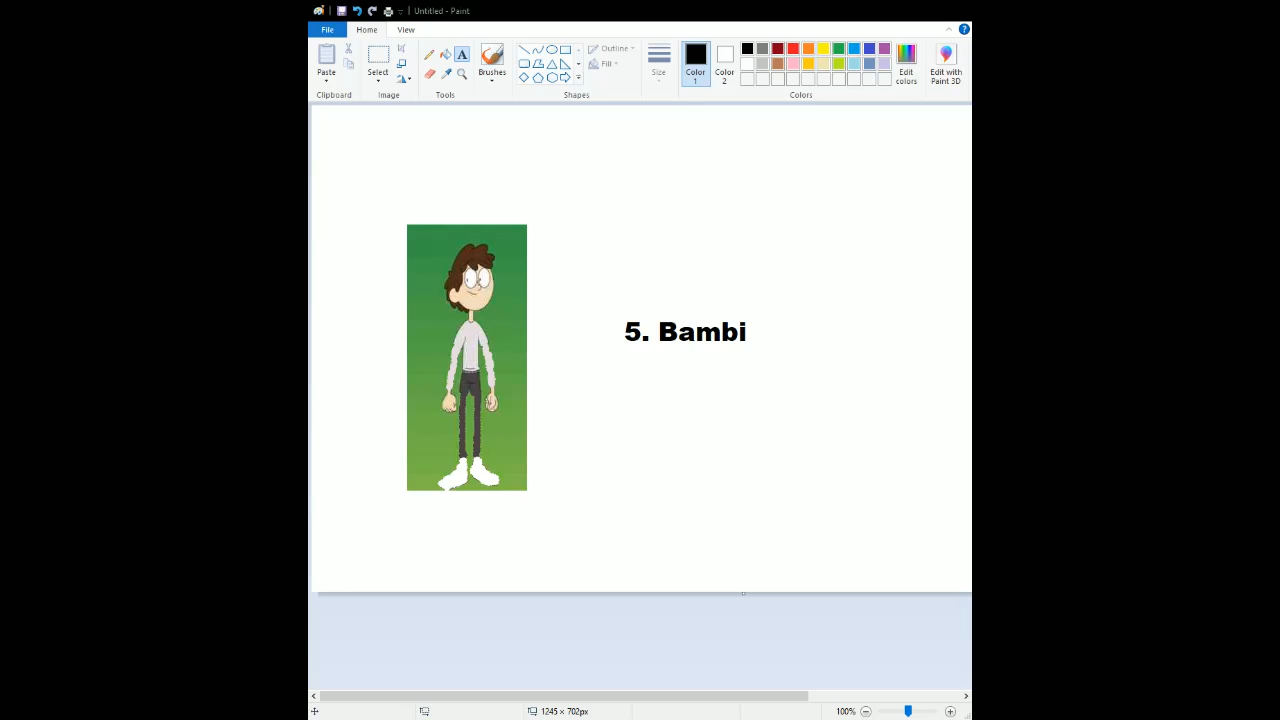 Untitled - Paint
File
Home
View
Paste
Select
Brushes
Outline
Fill
Size
Color 1
Color 2
Edit colors
Edit with Paint 3D
Clipboard
Image
Tools
Shapes
Colors
A
5. Bambi
1245 × 702px
100%